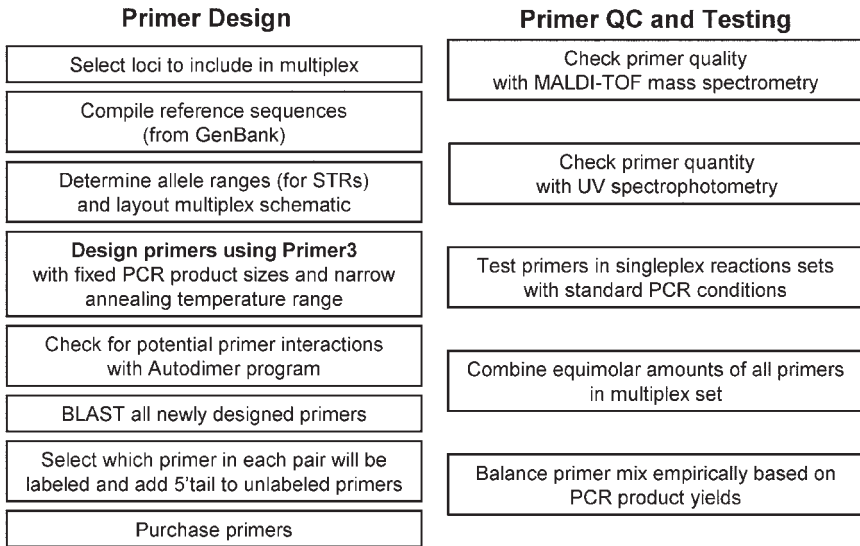 Primer Design
Select loci to include in multiplex
Compile reference sequences
(from GenBank)
Determine allele ranges (for STRs)
and layout multiplex schematic
Design primers using Primer3
with fixed PCR product sizes and narrow
annealing temperature range
Check for potential primer interactions
with Autodimer program
BLAST all newly designed primers
Select which primer in each pair will be
labeled and add 5'tail to unlabeled primers
Purchase primers
Primer QC and Testing
Check primer quality
with MALDI-TOF mass spectrometry
Check primer quantity
with UV spectrophotometry
Test primers in singleplex reactions sets
with standard PCR conditions
Combine equimolar amounts of all primers
in multiplex set
Balance primer mix empirically based on
PCR product yields